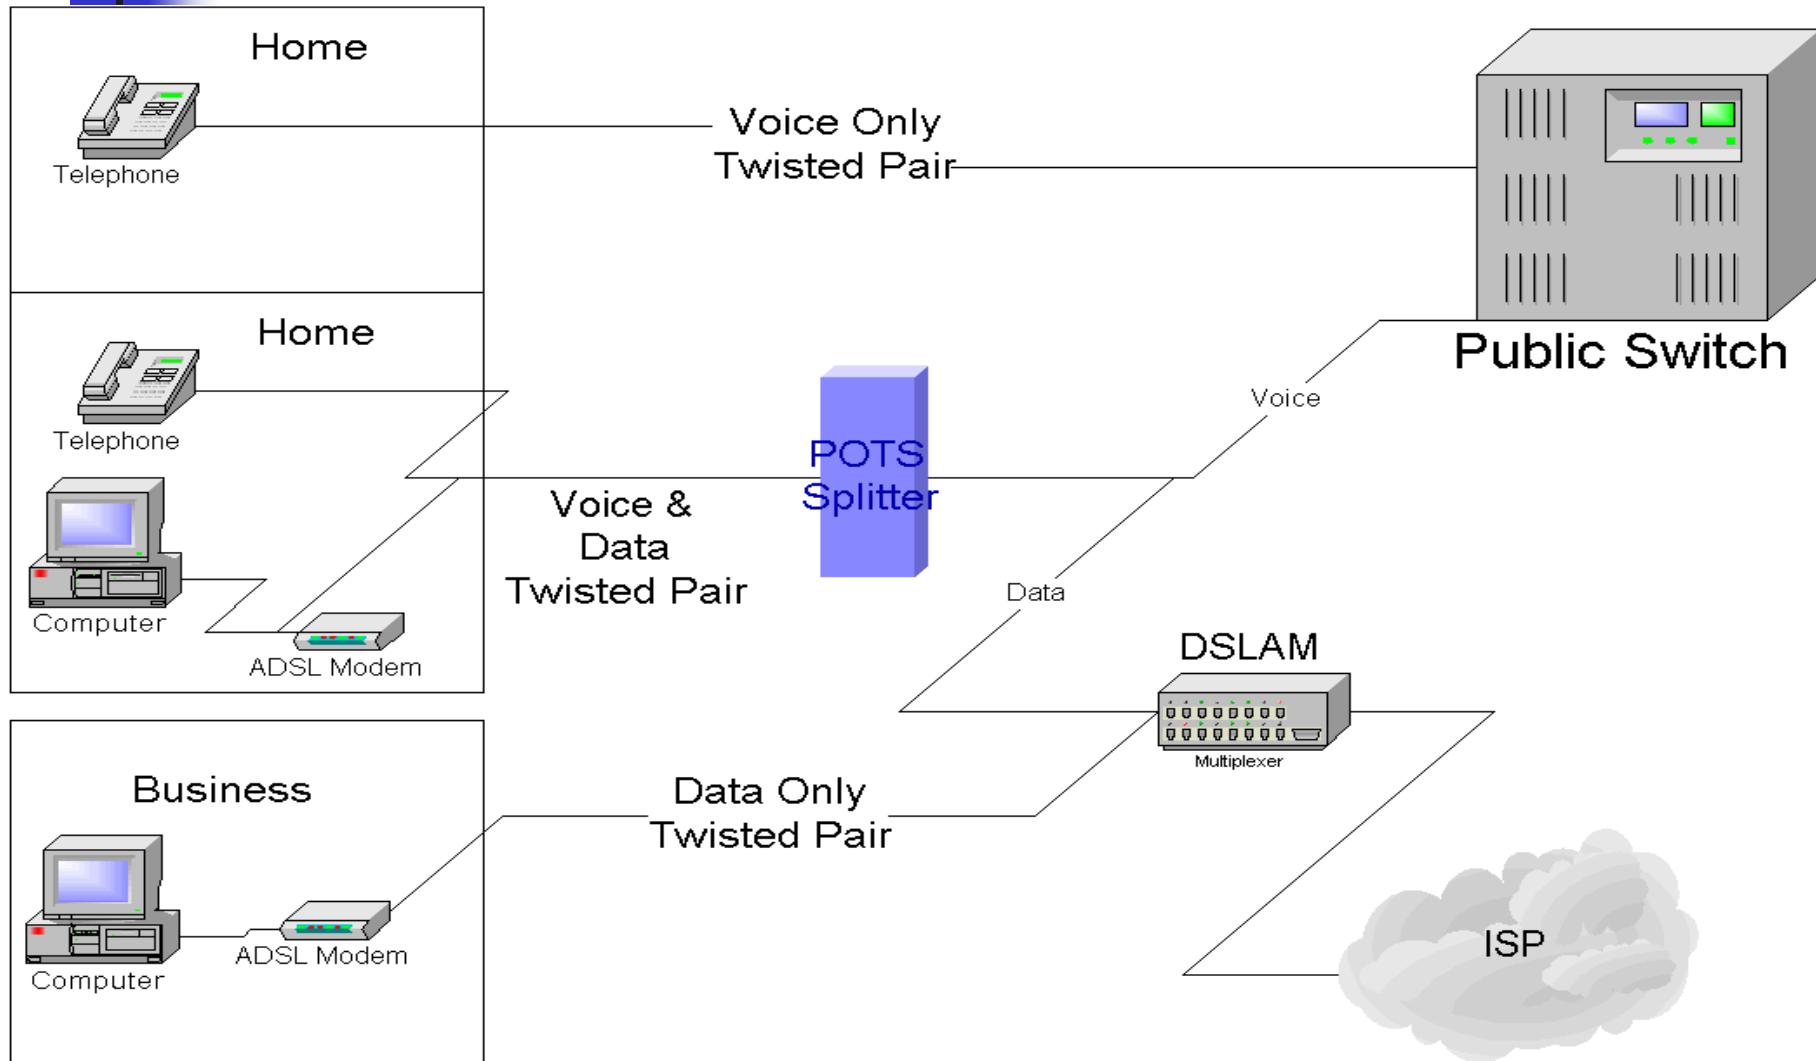 Home
Telephone
Voice Only
Twisted Pair
Public Switch
Home
Telephone
Computer
ADSL Modem
Voice &
Data
Twisted Pair
POTS
Splitter
Voice
Data
DSLAM
Multiplexer
Business
Computer
ADSL Modem
Data Only
Twisted Pair
ISP